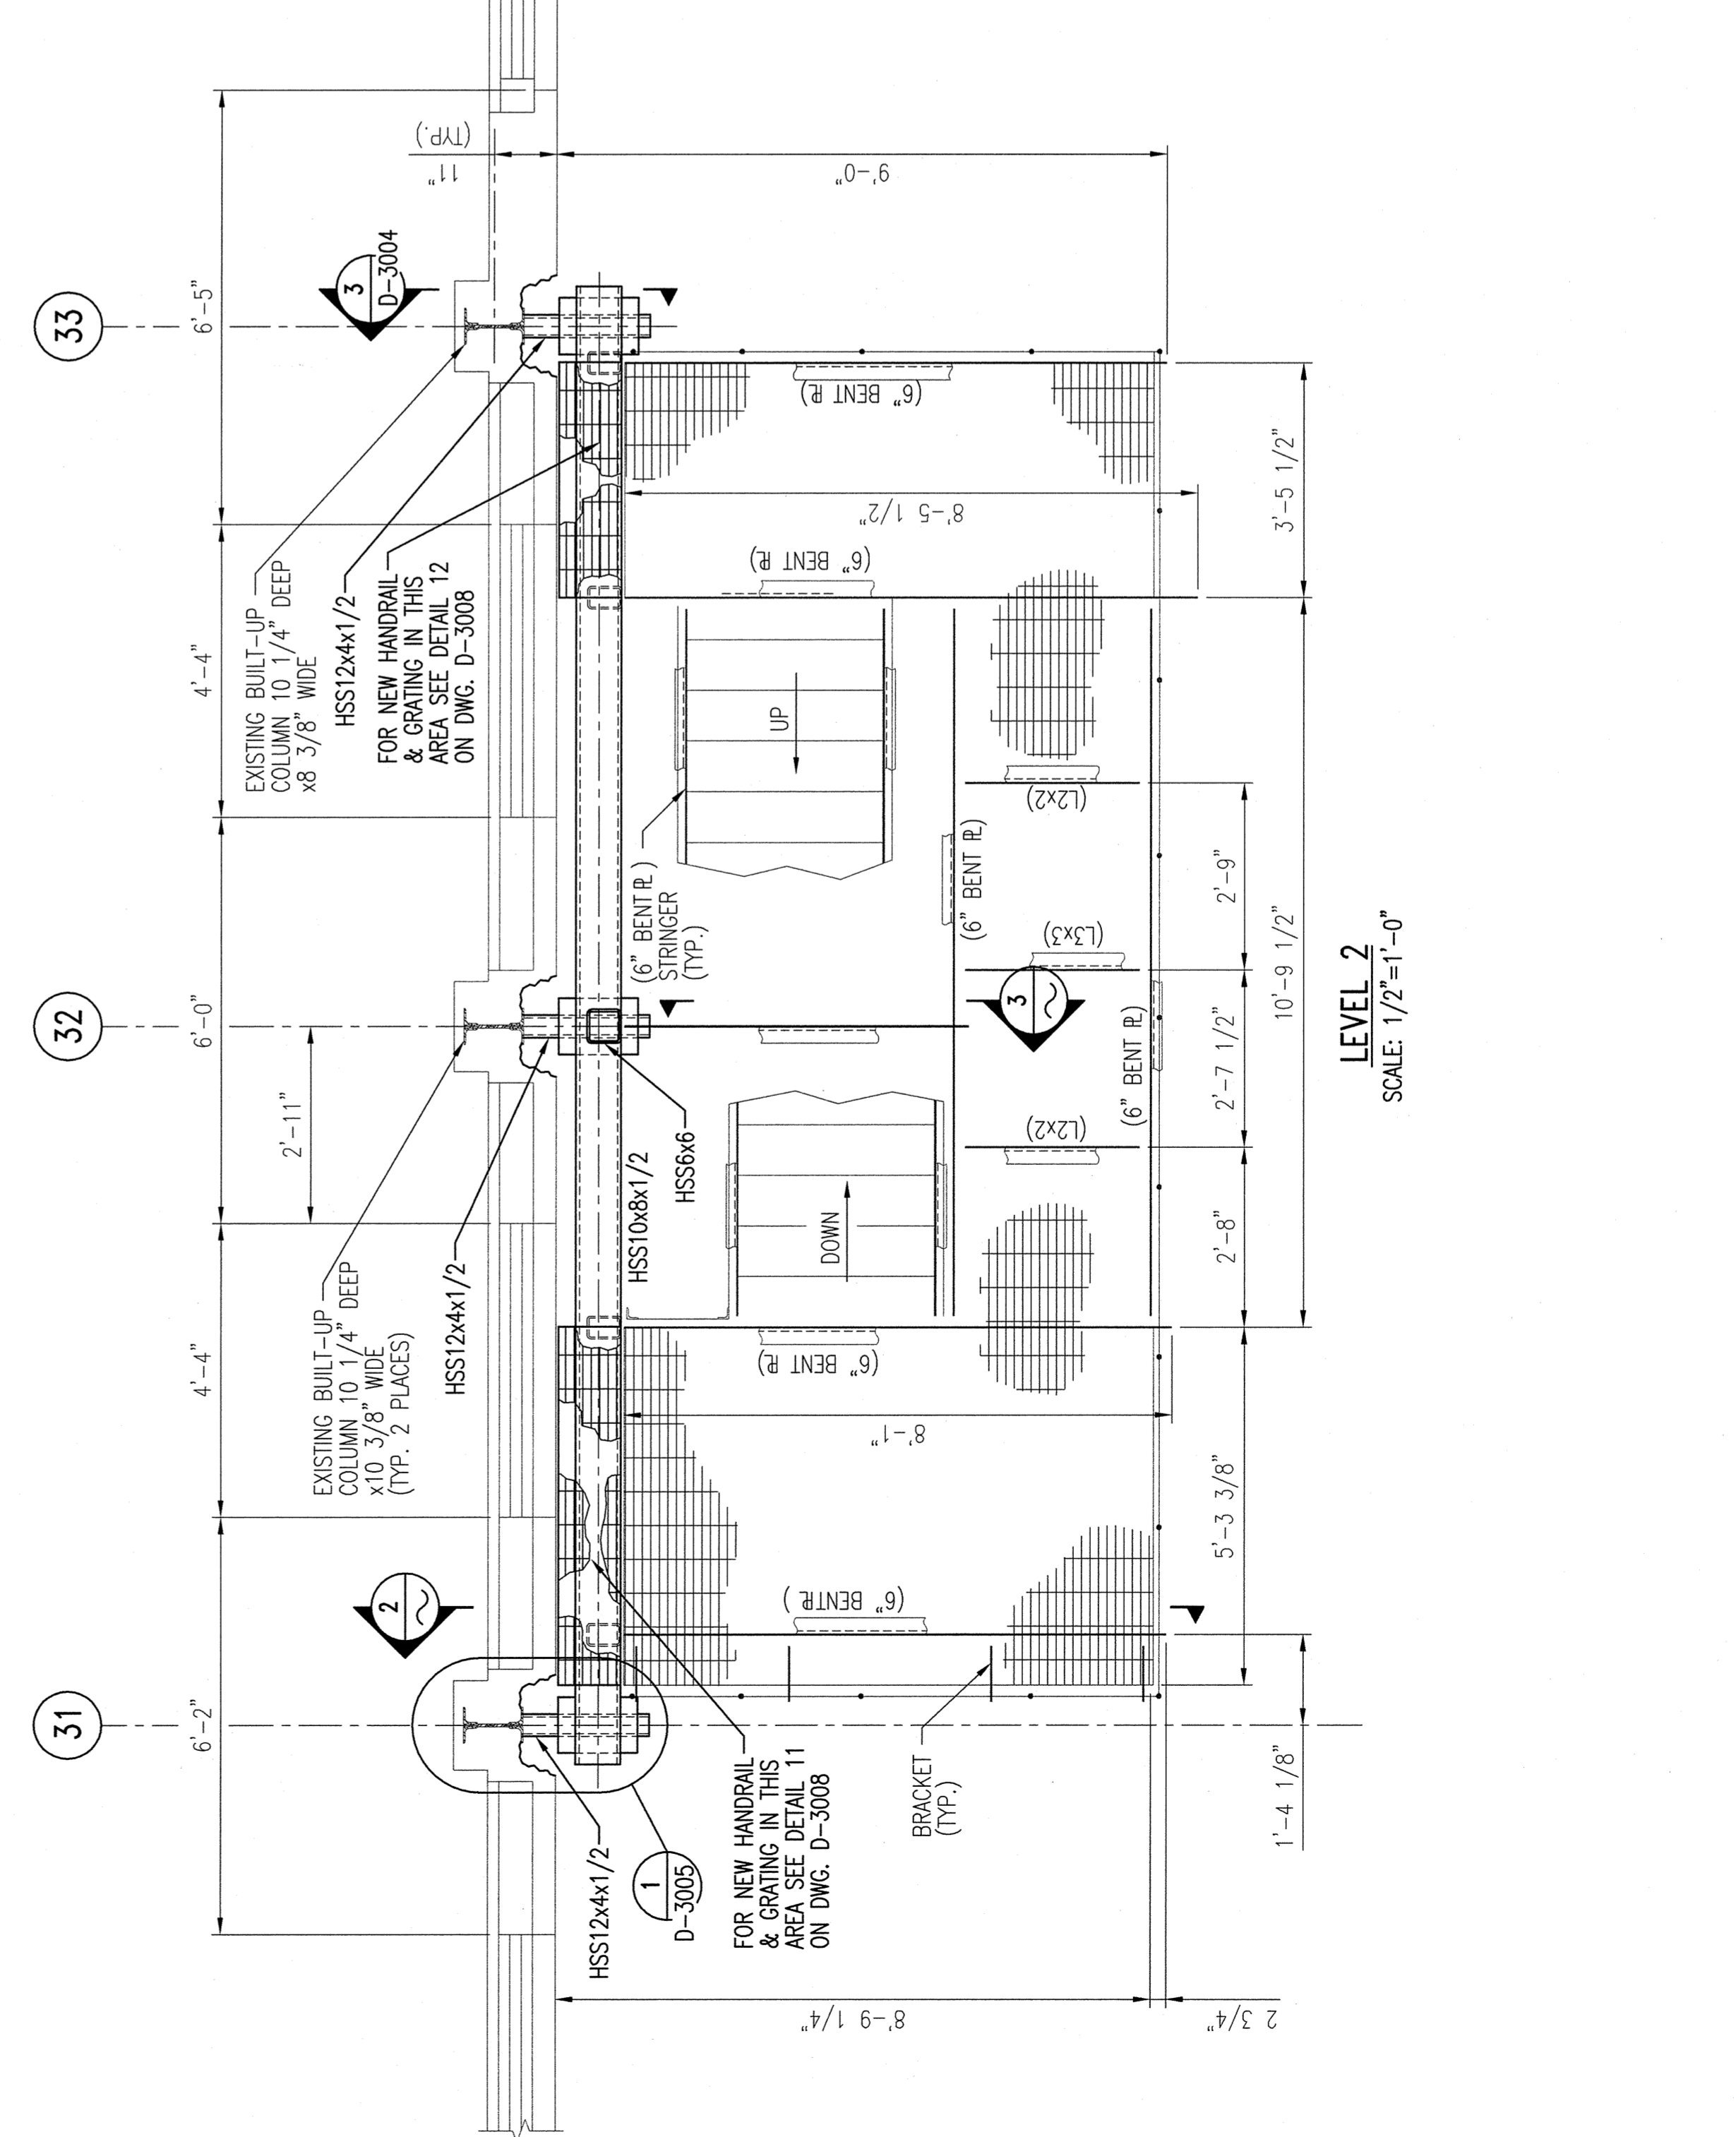 31
32
33
6'-2"
4'-4"
6'-0"
4'-4"
6'-5"
2'-11"
11"
(TYP.)
9'-0"
2
3
D-3004
EXISTING BUILT-UP
COLUMN 10 1/4" DEEP
x10 3/8" WIDE
(TYP. 2 PLACES)
EXISTING BUILT-UP
COLUMN 10 1/4" DEEP
x8 3/8" WIDE
HSS12x4x1/2
HSS12x4x1/2
FOR NEW HANDRAIL
& GRATING IN THIS
AREA SEE DETAIL 12
ON DWG. D-3008
HSS12x4x1/2
1
D-3005
FOR NEW HANDRAIL
& GRATING IN THIS
AREA SEE DETAIL 11
ON DWG. D-3008
HSS10x8x1/2
HSS6x6
(6" BENT PL)
STRINGER
(TYP.)
DOWN
UP
(6" BENT PL)
(6" BENT PL)
(6" BENT PL)
(6" BENT PL)
8'-1"
8'-5 1/2"
BRACKET
(TYP.)
(6" BENT PL)
(6" BENT PL)
(L2x2)
3
(L3x3)
(L2x2)
8'-9 1/4"
2 3/4"
5'-3 3/8"
2'-8"
2'-7 1/2"
2'-9"
1'-4 1/8"
10'-9 1/2"
3'-5 1/2"
LEVEL 2
SCALE: 1/2"=1'-0"